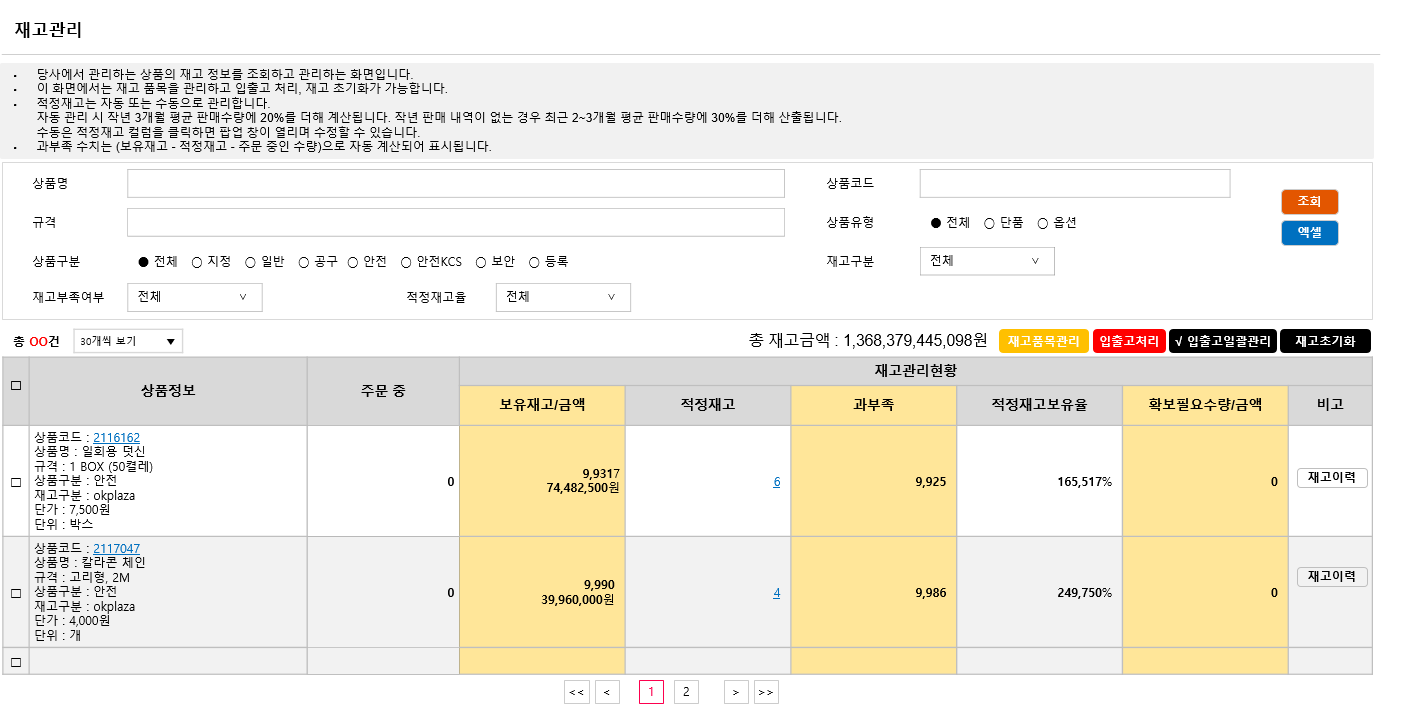 재고관리
• 당사에서 관리하는 상품의 재고 정보를 조회하고 관리하는 화면입니다.
• 이 화면에서는 재고 품목을 관리하고 입출고 처리, 재고 초기화가 가능합니다.
• 적정재고는 자동 또는 수동으로 관리합니다.
자동 관리 시 작년 3개월 평균 판매수량에 20%를 더해 계산됩니다. 작년 판매 내역이 없는 경우 최근 2~3개월 평균 판매수량에 30%를 더해 산출됩니다.
수동은 적정재고 컬럼을 클릭하면 팝업 창이 열리며 수정할 수 있습니다.
• 과부족 수치는 (보유재고 - 적정재고 - 주문 중인 수량)으로 자동 계산되어 표시됩니다.
상품명 상품코드
조회
규격 상품유형 ● 전체 ○ 단품 ○ 옵션
엑셀
상품구분 ● 전체 ○ 지정 ○ 일반 ○ 공구 ○ 안전 ○ 안전KCS ○ 보안 ○ 등록 재고구분 전체 ∨
재고부족여부 전체 ∨ 적정재고율 전체 ∨
총 OO건 30개씩 보기 ▼ 총 재고금액 : 1,368,379,445,098원 재고품목관리 입출고처리 √ 입출고일괄관리 재고초기화
□ 상품정보 주문 중 재고관리현황
보유재고/금액 적정재고 과부족 적정재고보유율 확보필요수량/금액 비고
상품코드 : 2116162
상품명 : 일회용 덧신
규격 : 1 BOX (50켤레)
상품구분 : 안전
재고구분 : okplaza
단가 : 7,500원
단위 : 박스
□ 0 9,9317
74,482,500원 6 9,925 165,517% 0 재고이력
상품코드 : 2117047
상품명 : 칼라콘 체인
규격 : 고리형, 2M
상품구분 : 안전
재고구분 : okplaza
단가 : 4,000원
단위 : 개
□ 0 9,990
39,960,000원 4 9,986 249,750% 0 재고이력
□
<< < 1 2 > >>